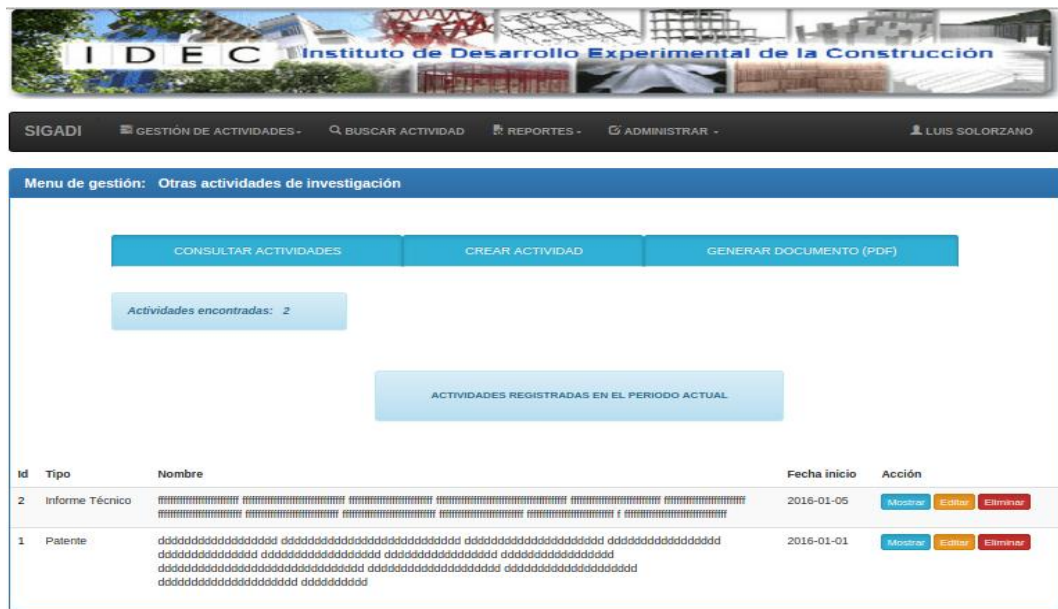 IDEC Instituto de Desarrollo Experimental de la Construcción
SIGADI GESTIÓN DE ACTIVIDADES BUSCAR ACTIVIDAD REPORTES ADMINISTRAR LUIS SOLORZANO
Menu de gestión: Otras actividades de investigación
CONSULTAR ACTIVIDADES CREAR ACTIVIDAD GENERAR DOCUMENTO (PDF)
Actividades encontradas: 2
ACTIVIDADES REGISTRADAS EN EL PERIODO ACTUAL
Id Tipo Nombre Fecha inicio Acción
2 Informe Técnico 2016-01-05 Mostrar Editar Eliminar
1 Patente 2016-01-01 Mostrar Editar Eliminar